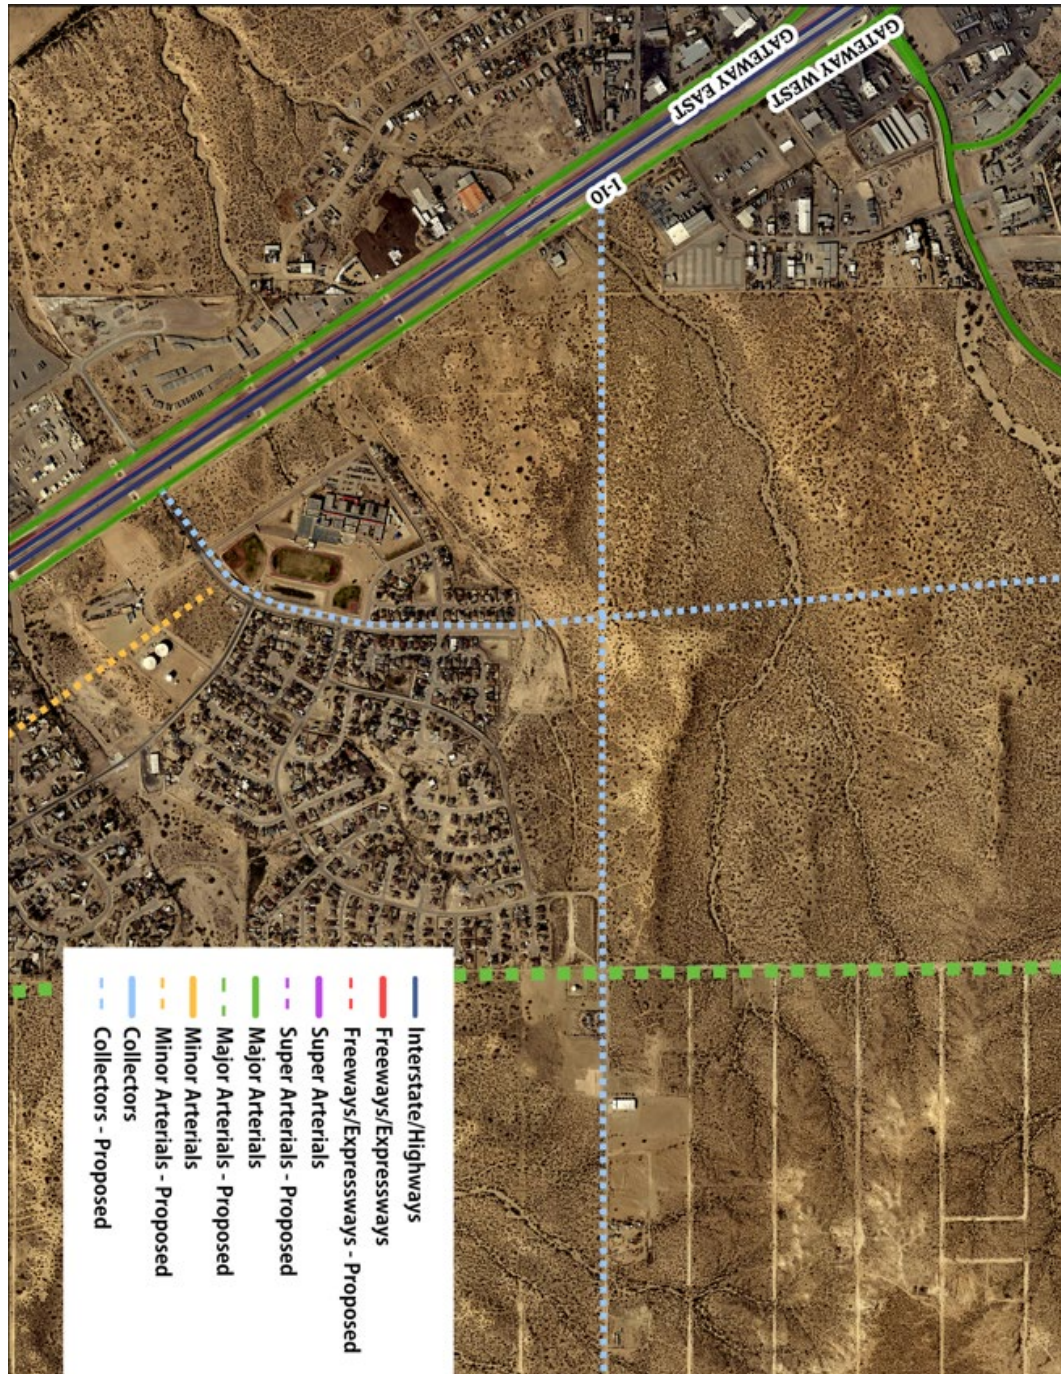 GATEWAY EAST
GATEWAY WEST
I-10
Interstate/Highways
Freeways/Expressways
Freeways/Expressways - Proposed
Super Arterials
Super Arterials - Proposed
Major Arterials
Major Arterials - Proposed
Minor Arterials
Minor Arterials - Proposed
Collectors
Collectors - Proposed